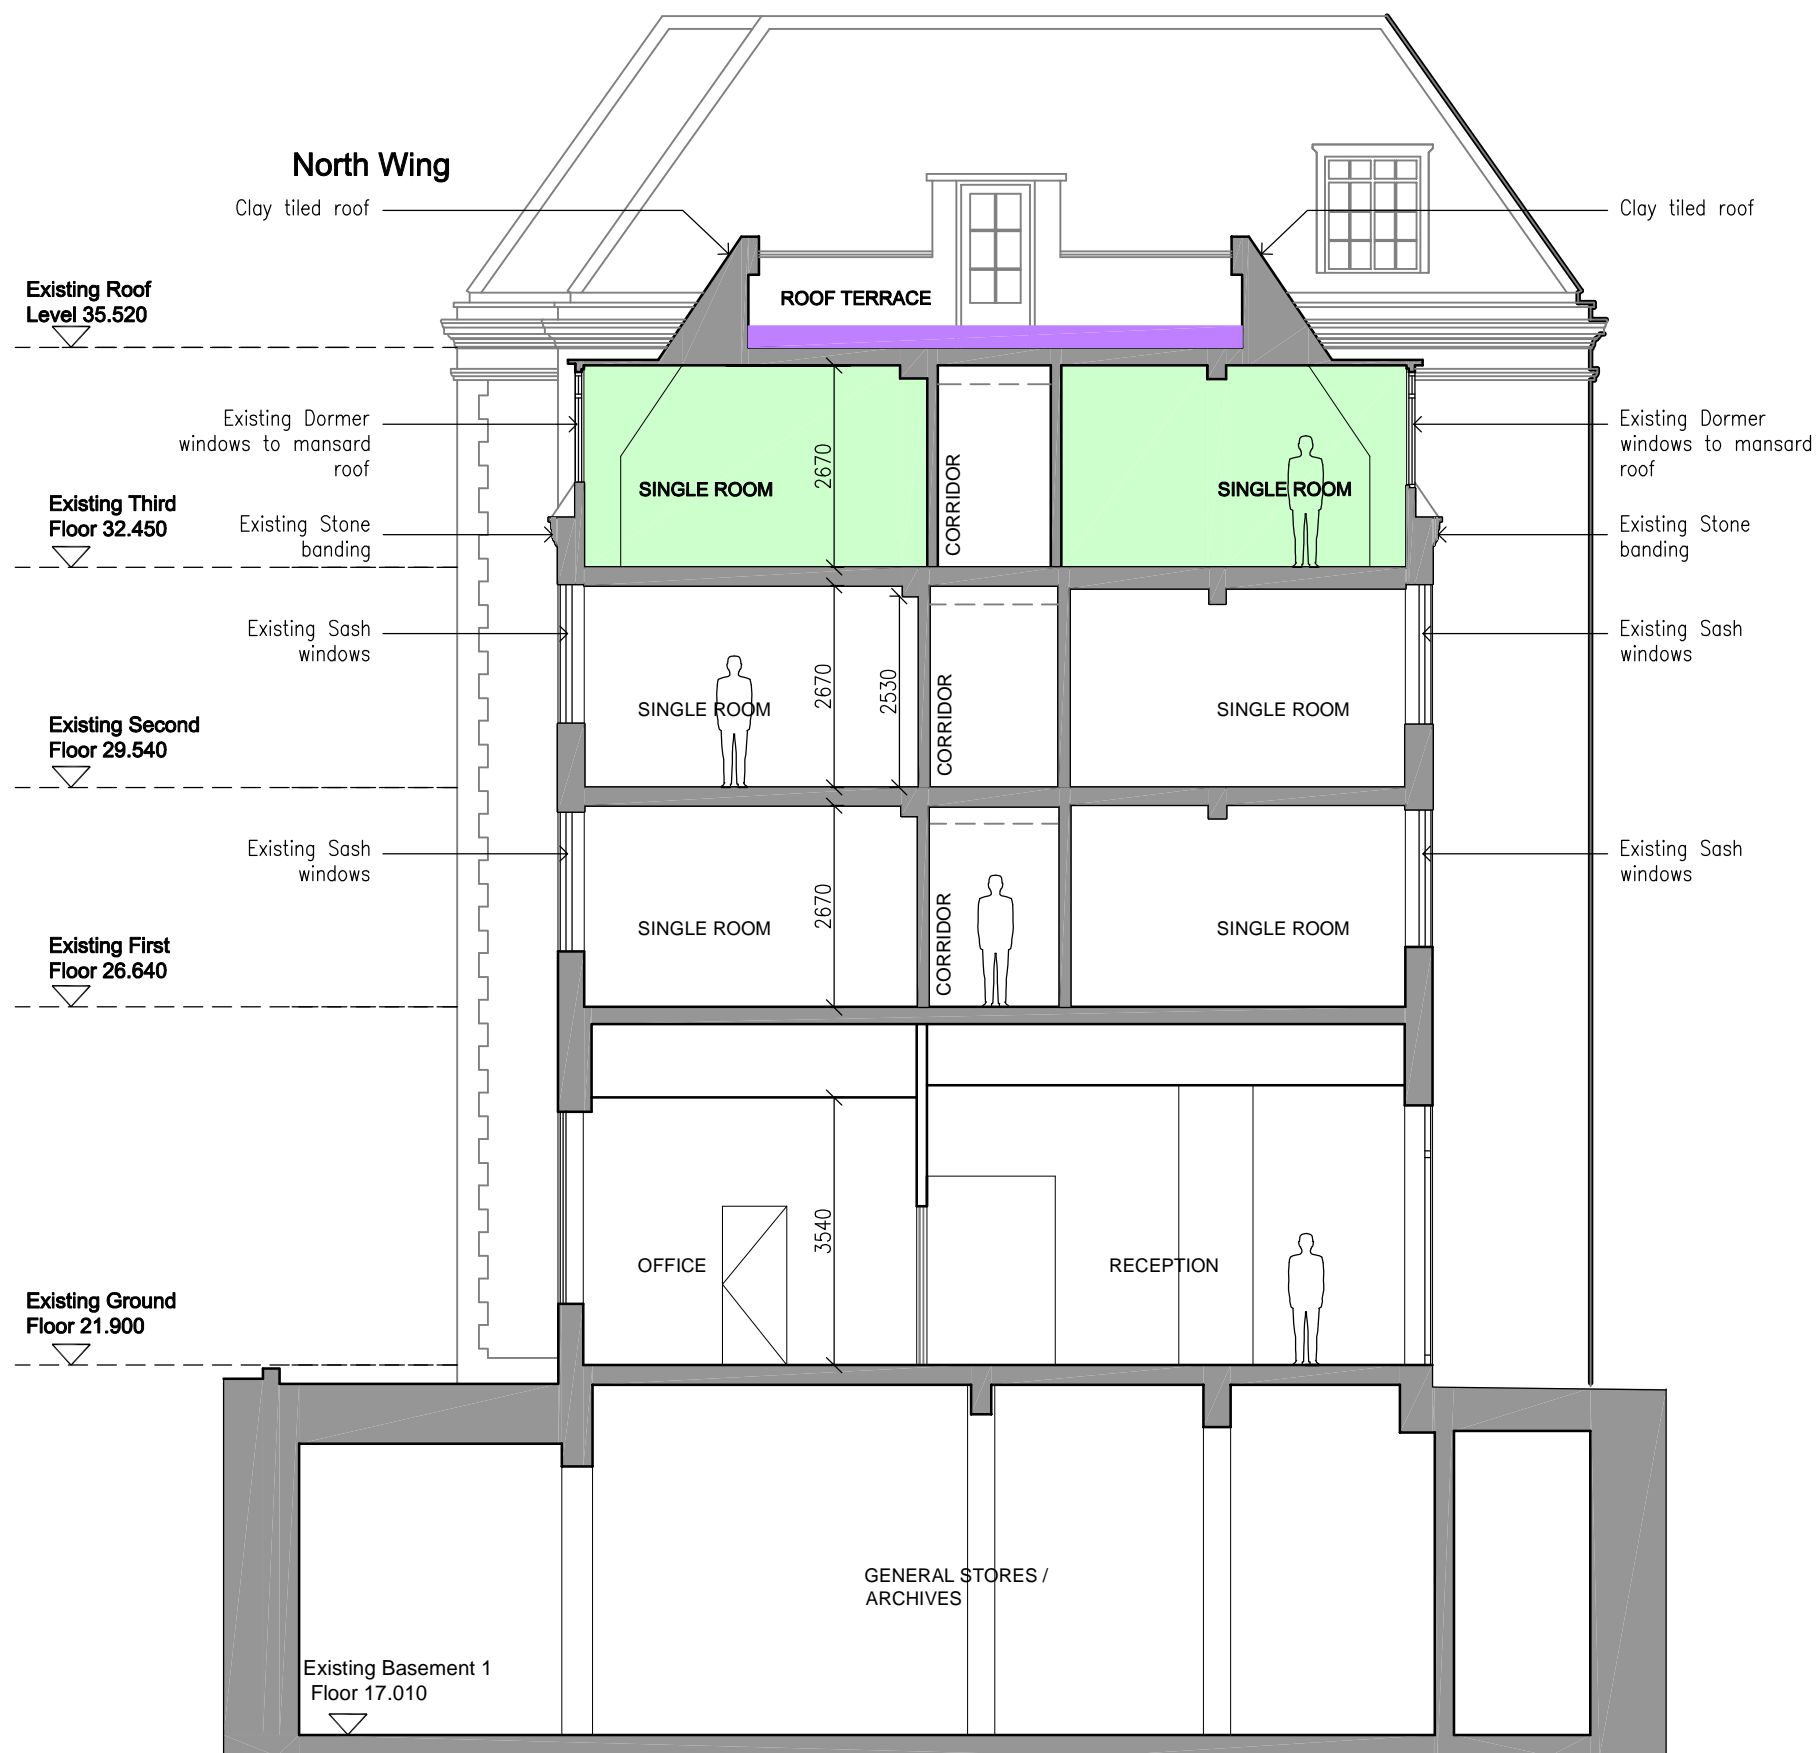 North Wing
Clay tiled roof
Clay tiled roof
Existing Roof
Level 35.520
ROOF TERRACE
Existing Dormer
windows to mansard
roof
Existing Dormer
windows to mansard
roof
2670
SINGLE ROOM
CORRIDOR
SINGLE ROOM
Existing Third
Floor 32.450
Existing Stone
banding
Existing Stone
banding
Existing Sash
windows
Existing Sash
windows
2670
2530
SINGLE ROOM
CORRIDOR
SINGLE ROOM
Existing Second
Floor 29.540
Existing Sash
windows
Existing Sash
windows
2670
SINGLE ROOM
CORRIDOR
SINGLE ROOM
Existing First
Floor 26.640
3540
OFFICE
RECEPTION
Existing Ground
Floor 21.900
GENERAL STORES /
ARCHIVES
Existing Basement 1
Floor 17.010